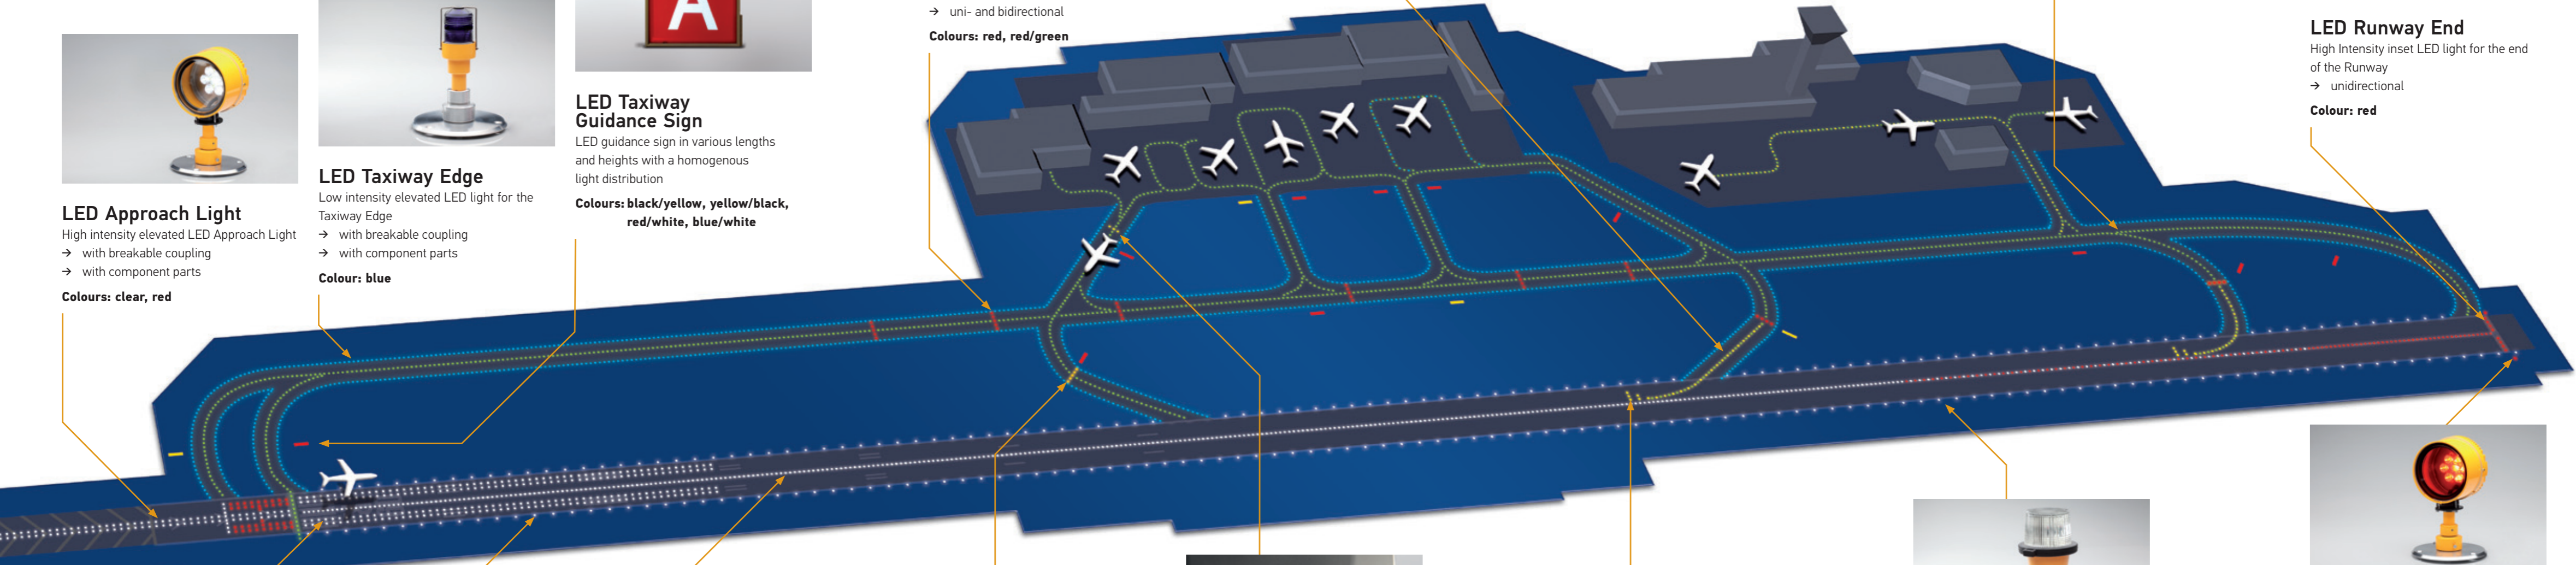 LED Approach Light
High intensity elevated LED Approach Light
→ with breakable coupling
→ with component parts
Colours: clear, red
LED Taxiway Edge
Low intensity elevated LED light for the
Taxiway Edge
→ with breakable coupling
→ with component parts
Colour: blue
A
LED Taxiway
Guidance Sign
LED guidance sign in various lengths
and heights with a homogenous
light distribution
Colours: black/yellow, yellow/black,
red/white, blue/white
→ uni- and bidirectional
Colours: red, red/green
LED Runway End
High Intensity inset LED light for the end
of the Runway
→ unidirectional
Colour: red